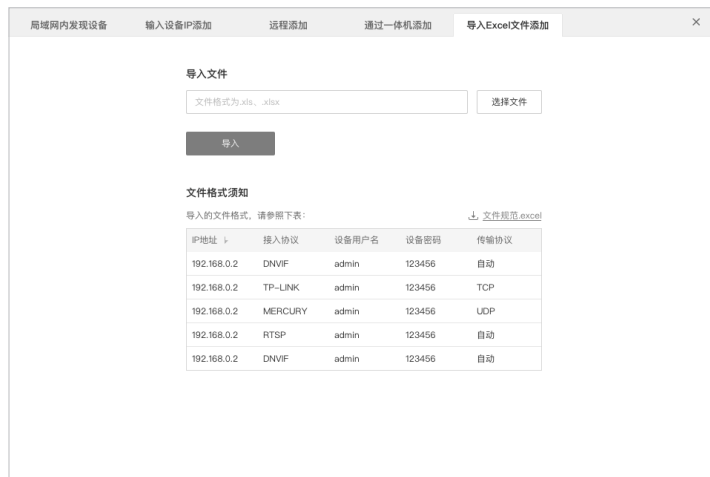 局域网内发现设备 输入设备IP添加 远程添加 通过一体机添加 导入Excel文件添加
导入文件
文件格式为.xls、.xlsx 选择文件
导入
文件格式须知
导入的文件格式，请参照下表： 文件规范.excel
IP地址 接入协议 设备用户名 设备密码 传输协议
192.168.0.2 DNVIF admin 123456 自动
192.168.0.2 TP-LINK admin 123456 TCP
192.168.0.2 MERCURY admin 123456 UDP
192.168.0.2 RTSP admin 123456 自动
192.168.0.2 DNVIF admin 123456 自动